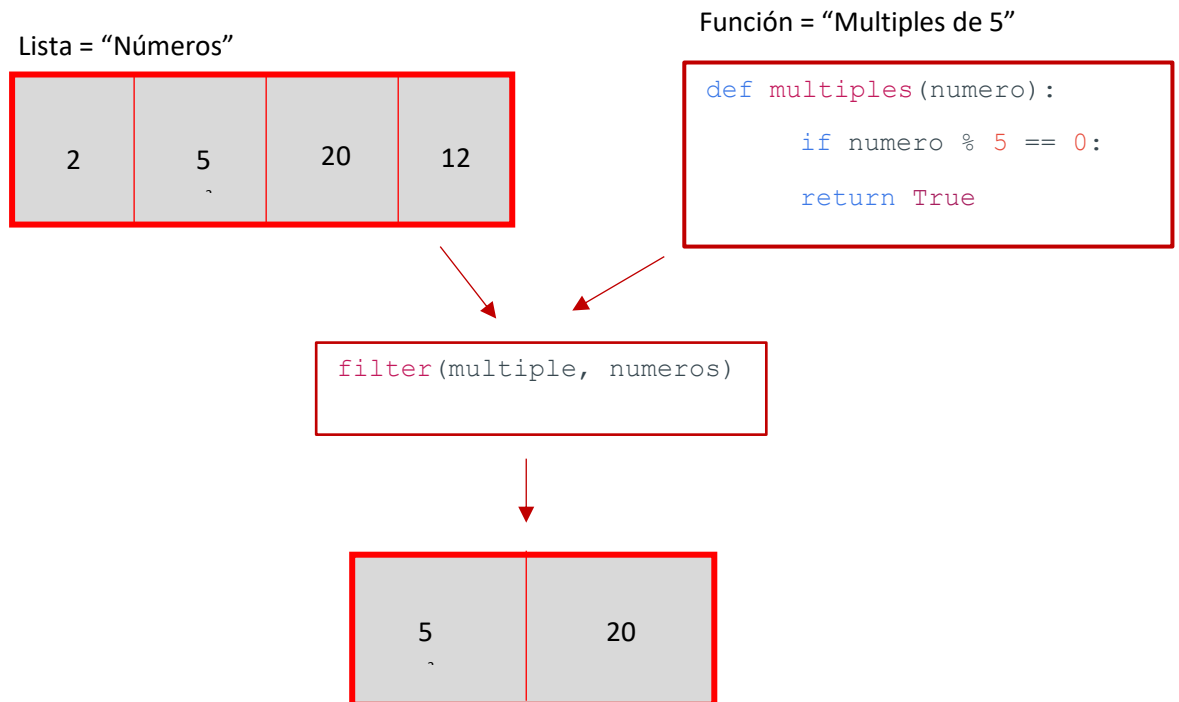 Función = “Multiples de 5”
Lista = “Números”
def multiples(numero):
if numero % 5 == 0:
return True
2 5 20 12
filter(multiple, numeros)
5 20